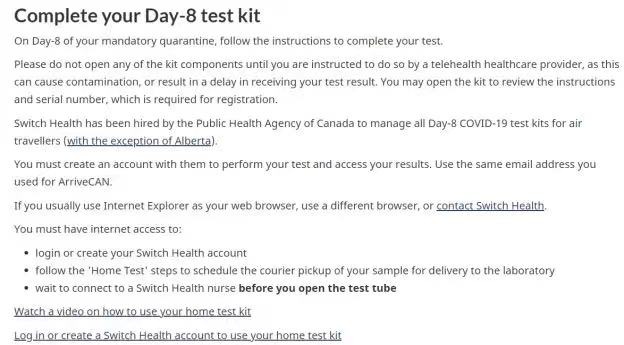 Complete your Day-8 test kit
On Day-8 of your mandatory quarantine, follow the instructions to complete your test.
Please do not open any of the kit components until you are instructed to do so by a telehealth healthcare provider, as this
can cause contamination, or result in a delay in receiving your test result. You may open the kit to review the instructions
and serial number, which is required for registration.
Switch Health has been hired by the Public Health Agency of Canada to manage all Day-8 COVID-19 test kits for air
travellers (with the exception of Alberta).
You must create an account with them to perform your test and access your results. Use the same email address you
used for ArriveCAN.
If you usually use Internet Explorer as your web browser, use a different browser, or contact Switch Health.
You must have internet access to:
• login or create your Switch Health account
• follow the 'Home Test' steps to schedule the courier pickup of your sample for delivery to the laboratory
• wait to connect to a Switch Health nurse before you open the test tube
Watch a video on how to use your home test kit
Log in or create a Switch Health account to use your home test kit